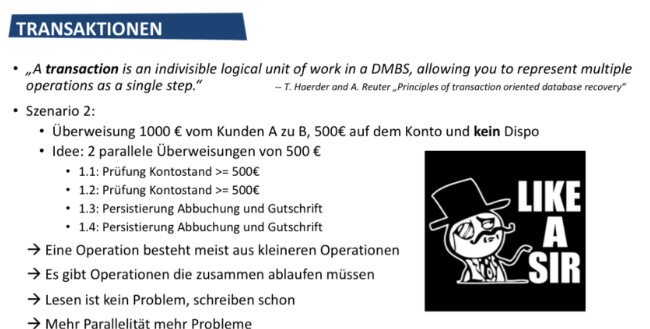 TRANSAKTIONEN
• „A transaction is an indivisible logical unit of work in a DMBS, allowing you to represent multiple
operations as a single step.“ -- T. Haerder and A. Reuter „Principles of transaction oriented database recovery“
• Szenario 2:
• Überweisung 1000 € vom Kunden A zu B, 500€ auf dem Konto und kein Dispo
• Idee: 2 parallele Überweisungen von 500 €
• 1.1: Prüfung Kontostand >= 500€
• 1.2: Prüfung Kontostand >= 500€
• 1.3: Persistierung Abbuchung und Gutschrift
• 1.4: Persistierung Abbuchung und Gutschrift
→ Eine Operation besteht meist aus kleineren Operationen
→ Es gibt Operationen die zusammen ablaufen müssen
→ Lesen ist kein Problem, schreiben schon
→ Mehr Parallelität mehr Probleme
LIKE
A
SIR